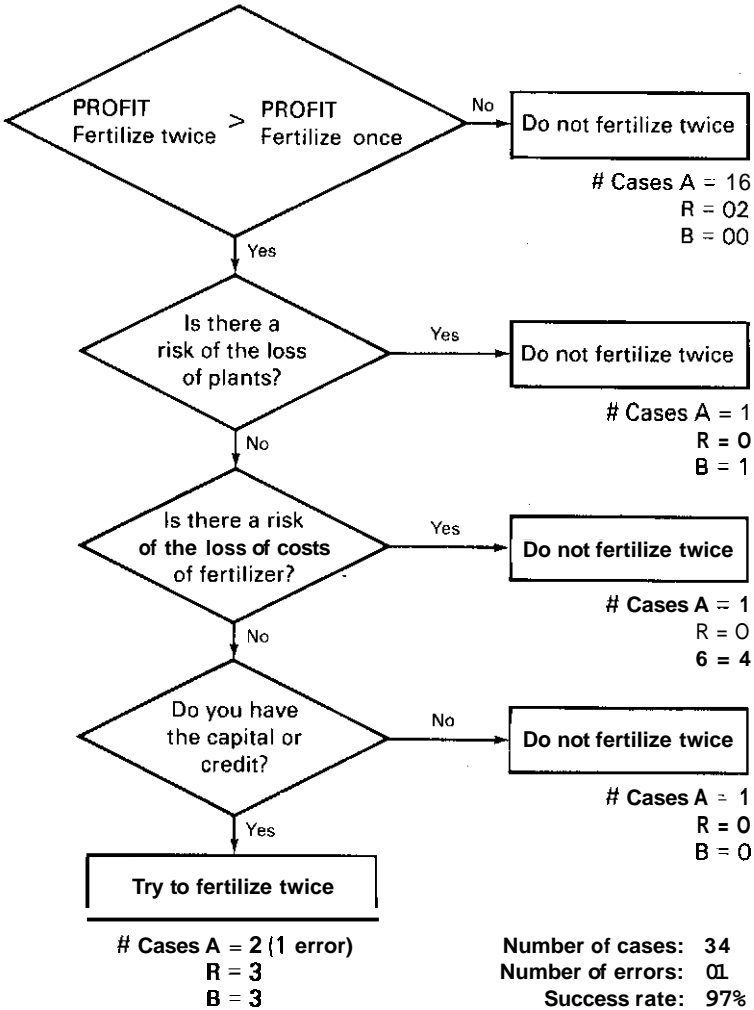 PROFIT
Fertilize twice
>
PROFIT
Fertilize once
No
Do not fertilize twice
# Cases A = 16
R = 02
B = 00
Yes
Is there a
risk of the loss
of plants?
Yes
Do not fertilize twice
# Cases A = 1
R = 0
B = 1
No
Is there a risk
of the loss of costs
of fertilizer?
Yes
Do not fertilize twice
# Cases A = 1
R = 0
6 = 4
No
Do you have
the capital or
credit?
No
Do not fertilize twice
# Cases A = 1
R = 0
B = 0
Yes
Try to fertilize twice
# Cases A = 2 (1 error)
R = 3
B = 3
Number of cases: 34
Number of errors: 01
Success rate: 97%